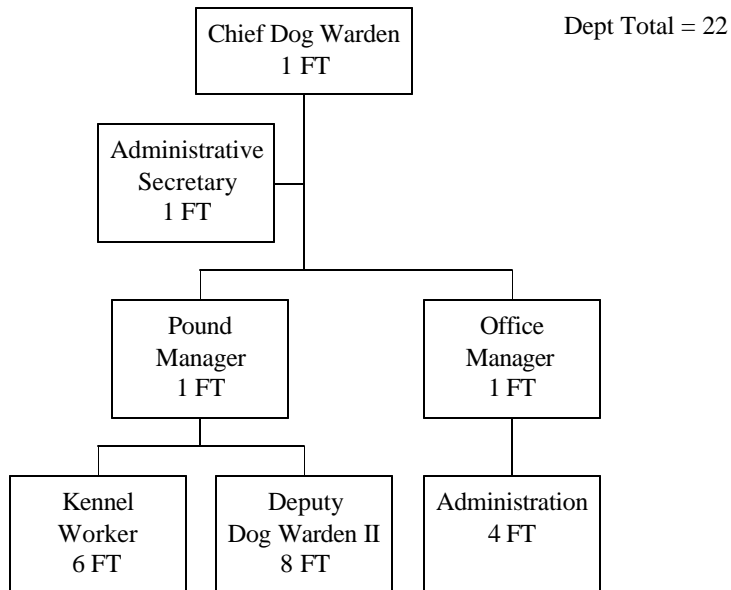 Chief Dog Warden
1 FT
Dept Total = 22
Administrative
Secretary
1 FT
Pound
Manager
1 FT
Office
Manager
1 FT
Kennel
Worker
6 FT
Deputy
Dog Warden II
8 FT
Administration
4 FT